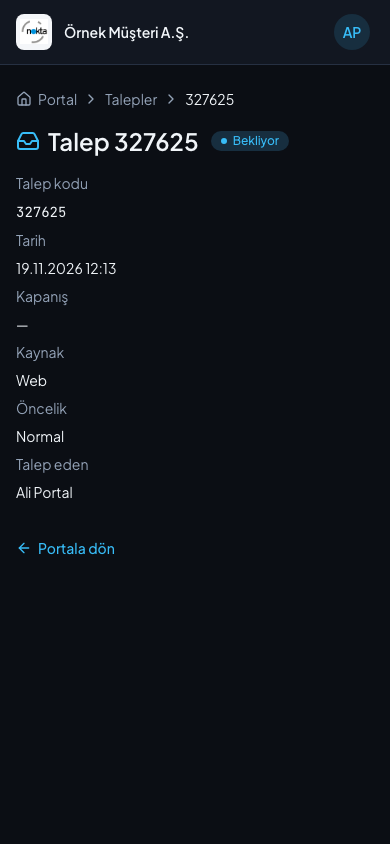 nokta
Örnek Müşteri A.Ş.
AP
Portal > Talepler > 327625
Talep 327625
Bekliyor
Talep kodu
327625
Tarih
19.11.2026 12:13
Kapanış
—
Kaynak
Web
Öncelik
Normal
Talep eden
Ali Portal
← Portala dön